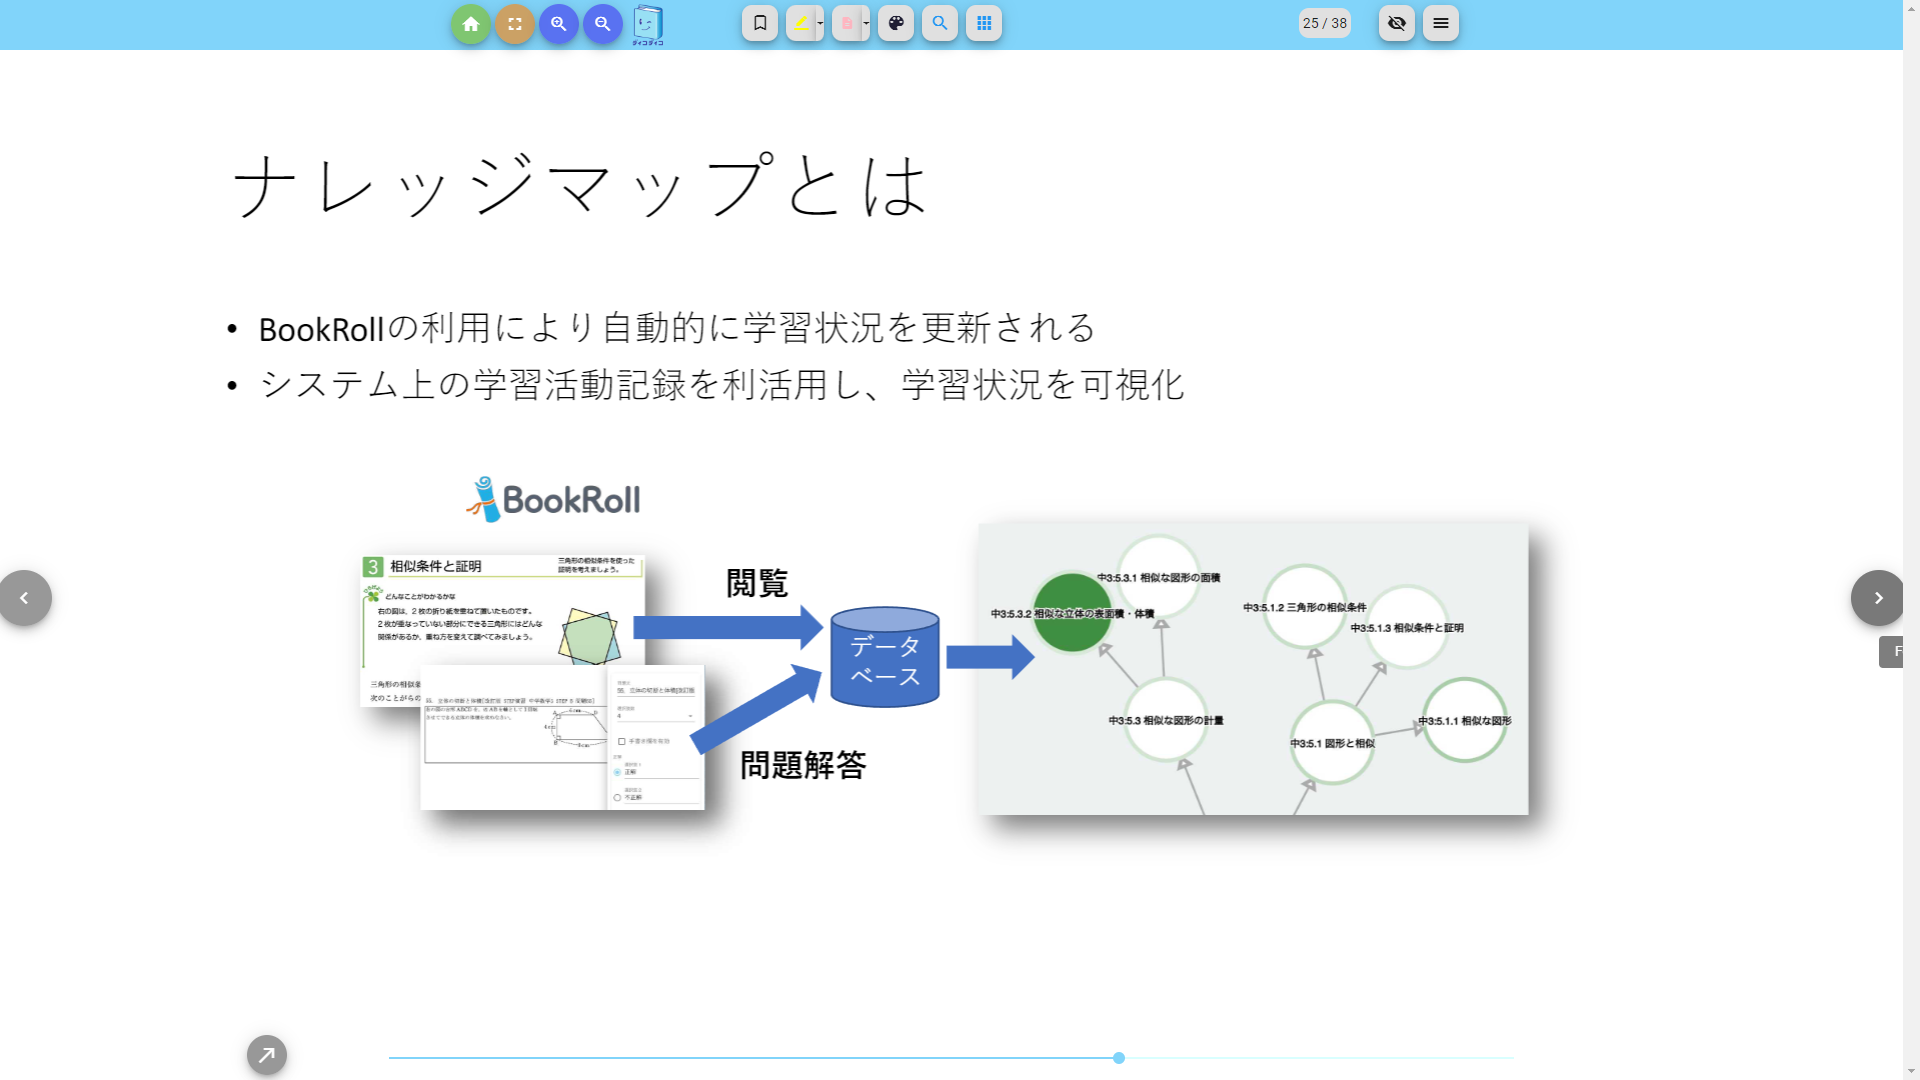 ダイコダイコ
25 / 38
ナレッジマップとは
• BookRollの利用により自動的に学習状況を更新される
• システム上の学習活動記録を利活用し、学習状況を可視化
BookRoll
3 相似条件と証明
三角形の相似条件を使った
証明を考えましょう。
どんなことがわかるかな
右の図は、2枚の折り紙を重ねて置いたものです。
2枚が重なっていない部分にできる三角形にはどんな
関係があるか、重ね方を変えて調べてみましょう。
三角形の相似条
次のことがらの
手書き欄を有効
正解
不正解
閲覧
問題解答
データ
ベース
中3:5.3.1 相似な図形の面積
中3:5.3.2 相似な立体の表面積・体積
中3:5.1.2 三角形の相似条件
中3:5.1.3 相似条件と証明
中3:5.3 相似な図形の計量
中3:5.1 図形と相似
中3:5.1.1 相似な図形
F